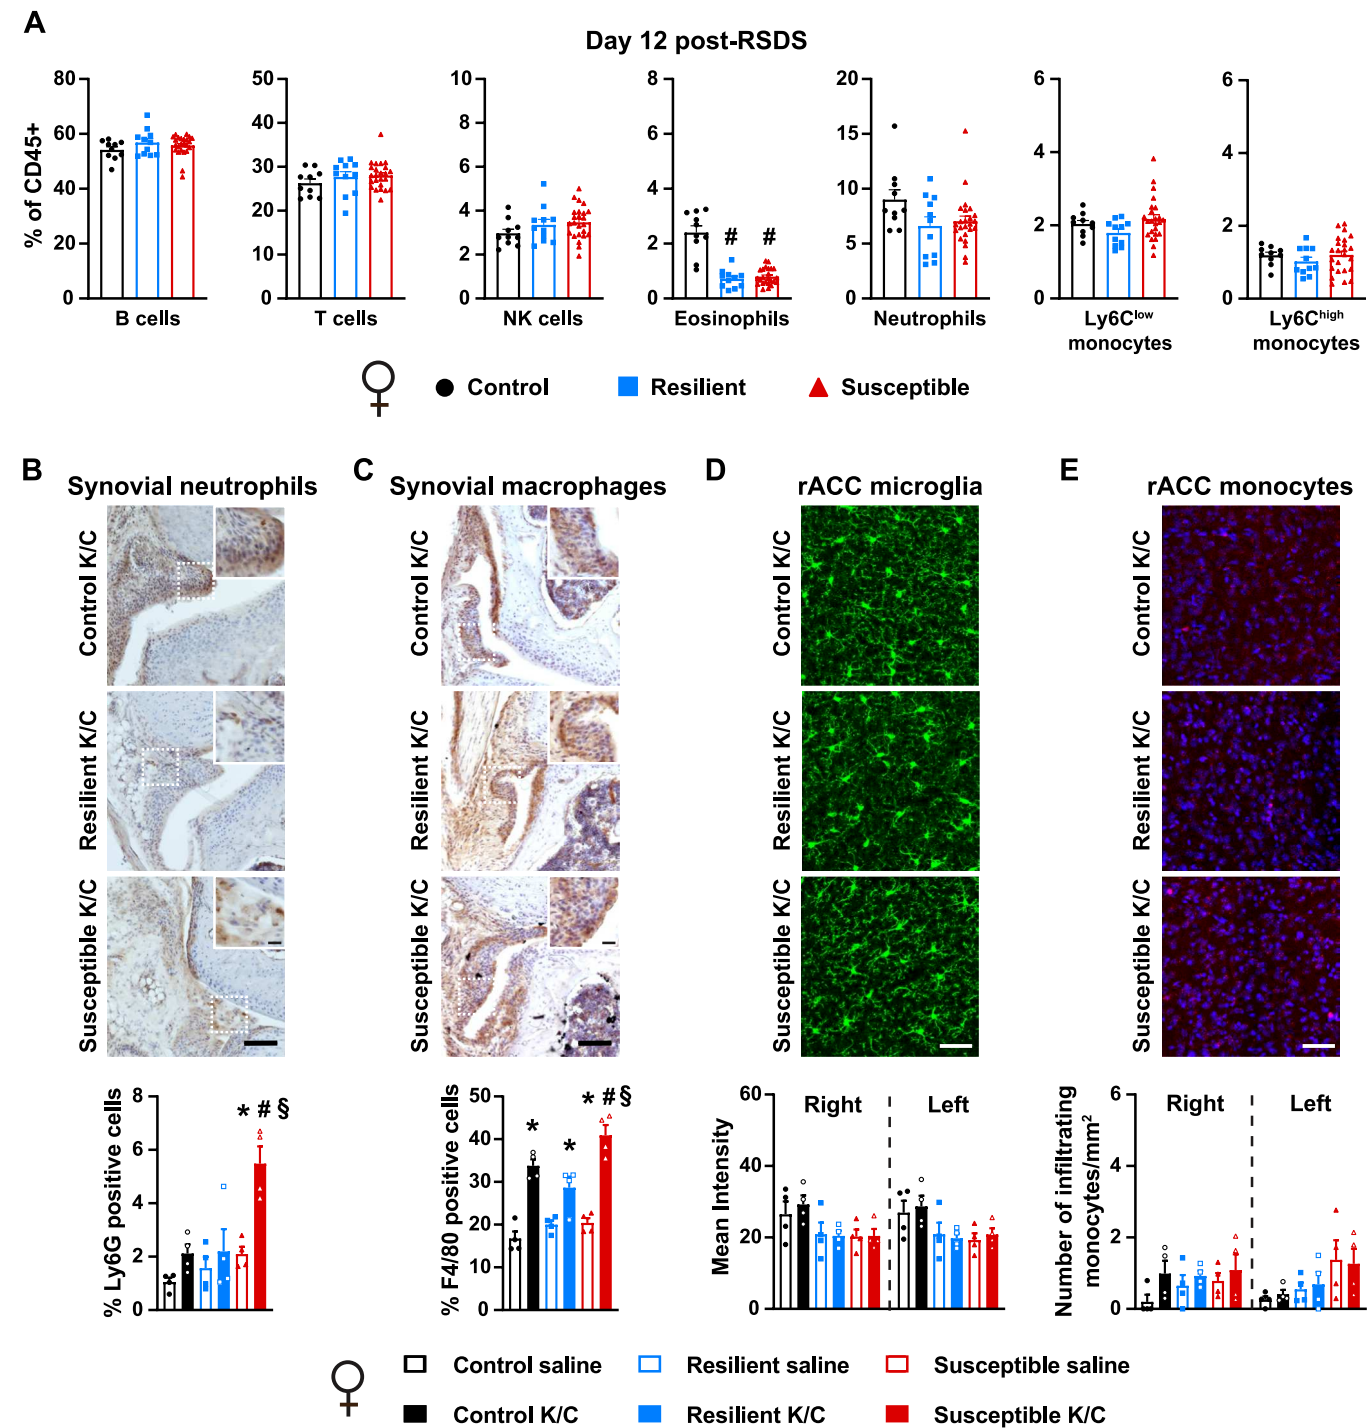 A
Day 12 post-RSDS
% of CD45+
80
60
40
20
0
B cells
50
40
30
20
10
0
T cells
10
8
6
4
2
0
NK cells
8
6
4
2
0
# #
Eosinophils
20
15
10
5
0
Neutrophils
6
4
2
0
Ly6C^low
monocytes
6
4
2
0
Ly6C^high
monocytes
♀ Control Resilient Susceptible
B
Synovial neutrophils
Control K/C
Resilient K/C
Susceptible K/C
% Ly6G positive cells
8
6
4
2
0
* # §
C
Synovial macrophages
Control K/C
Resilient K/C
Susceptible K/C
% F4/80 positive cells
50
40
30
20
10
0
* * * # §
D
rACC microglia
Control K/C
Resilient K/C
Susceptible K/C
Mean Intensity
60
40
20
0
Right Left
E
rACC monocytes
Control K/C
Resilient K/C
Susceptible K/C
Number of infiltrating
monocytes/mm²
6
4
2
0
Right Left
♀ Control saline Resilient saline Susceptible saline
Control K/C Resilient K/C Susceptible K/C